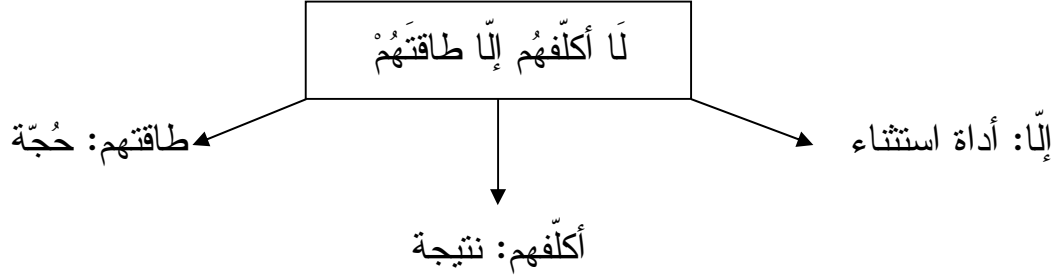 لَا أكلّفهُم إلّا طاقتَهُمْ
إلّا: أداة استثناء
طاقتهم: حُجّة
أكلّفهم: نتيجة